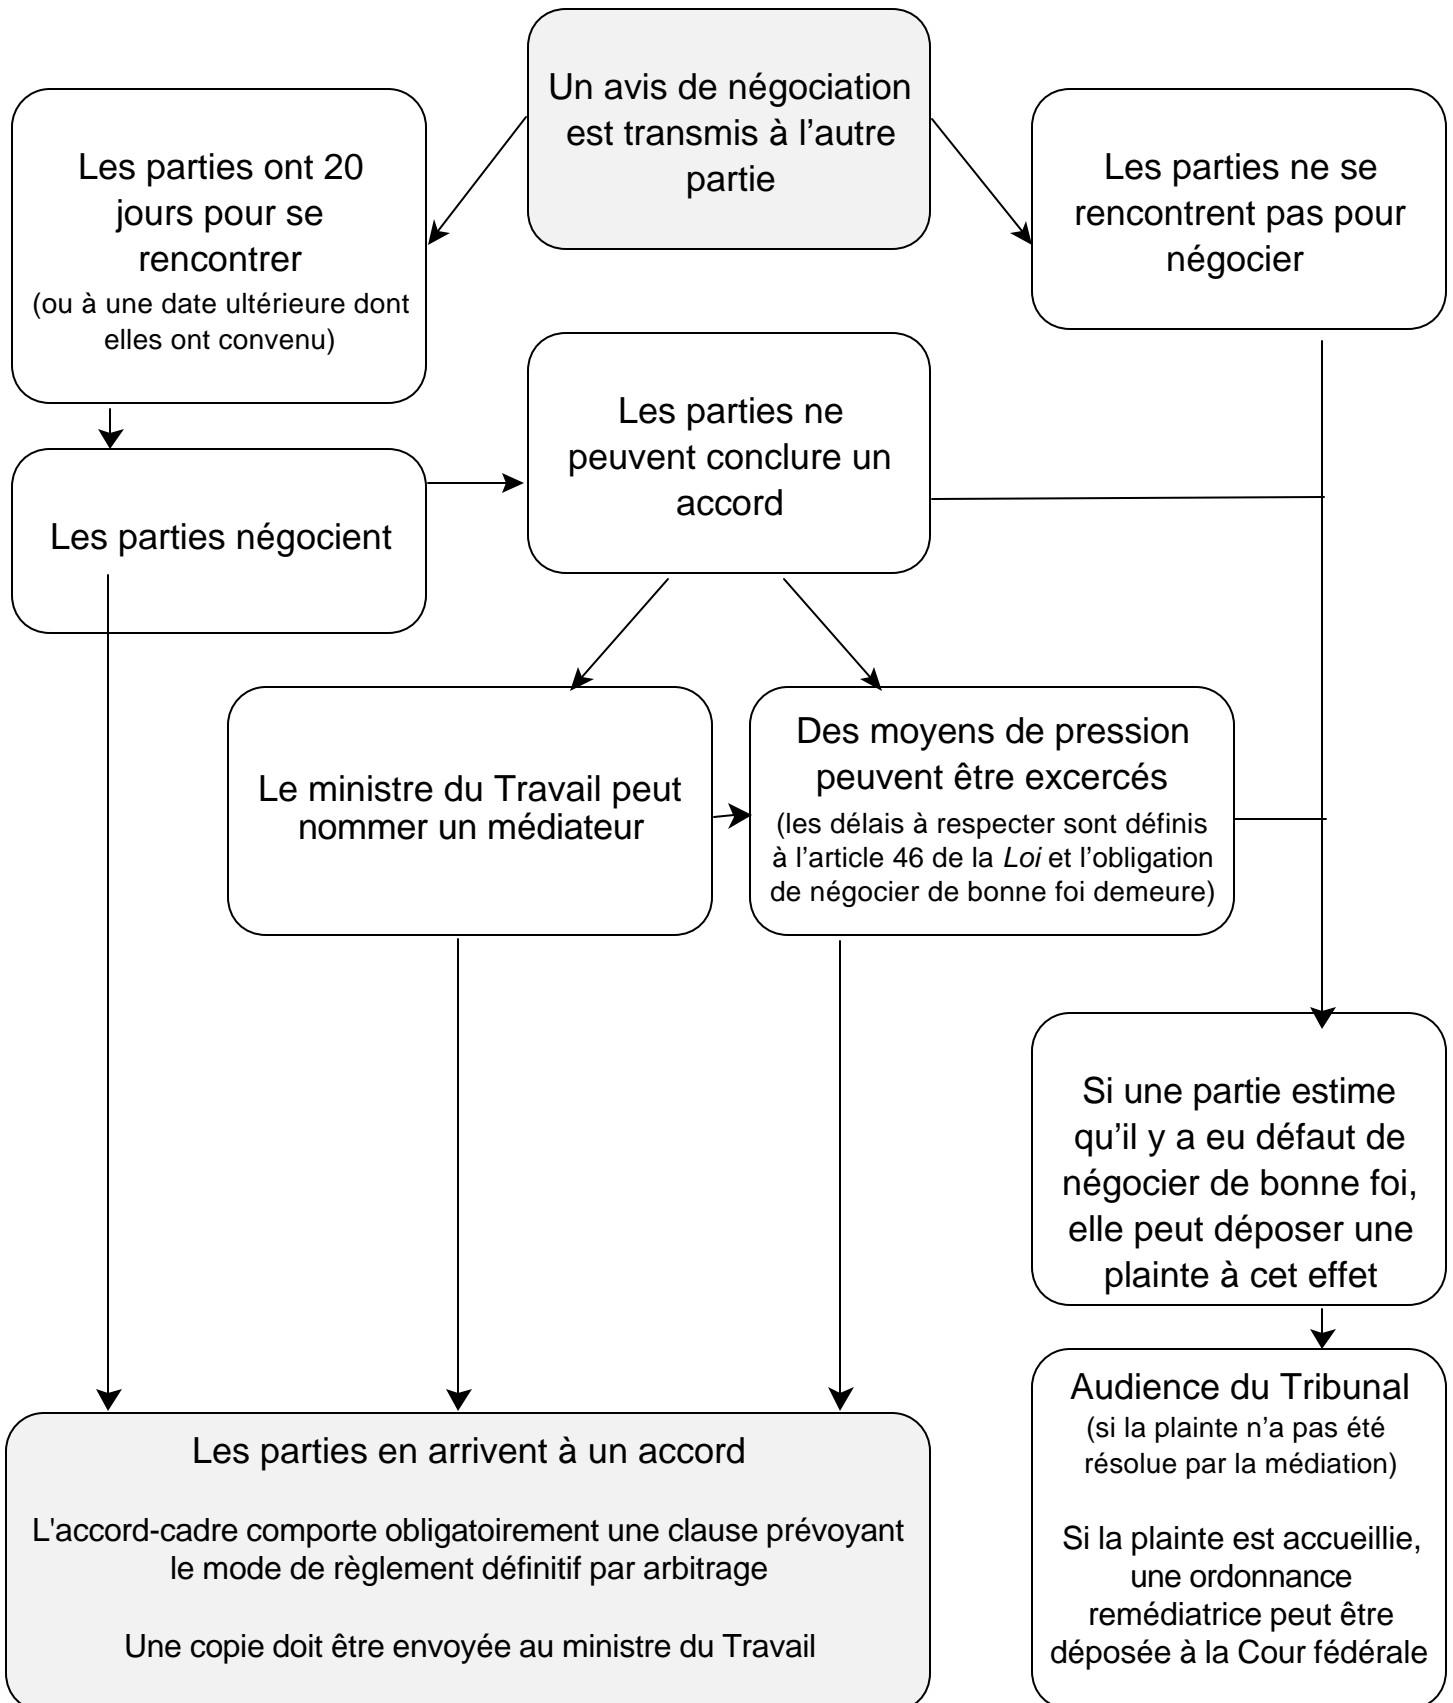 Un avis de négociation
est transmis à l’autre
partie
Les parties ont 20
jours pour se
rencontrer
(ou à une date ultérieure dont
elles ont convenu)
Les parties ne se
rencontrent pas pour
négocier
Les parties négocient
Les parties ne
peuvent conclure un
accord
Le ministre du Travail peut
nommer un médiateur
Des moyens de pression
peuvent être excercés
(les délais à respecter sont définis
à l’article 46 de la Loi et l’obligation
de négocier de bonne foi demeure)
Si une partie estime
qu’il y a eu défaut de
négocier de bonne foi,
elle peut déposer une
plainte à cet effet
Les parties en arrivent à un accord
L'accord-cadre comporte obligatoirement une clause prévoyant
le mode de règlement définitif par arbitrage
Une copie doit être envoyée au ministre du Travail
Audience du Tribunal
(si la plainte n’a pas été
résolue par la médiation)
Si la plainte est accueillie,
une ordonnance
remédiatrice peut être
déposée à la Cour fédérale